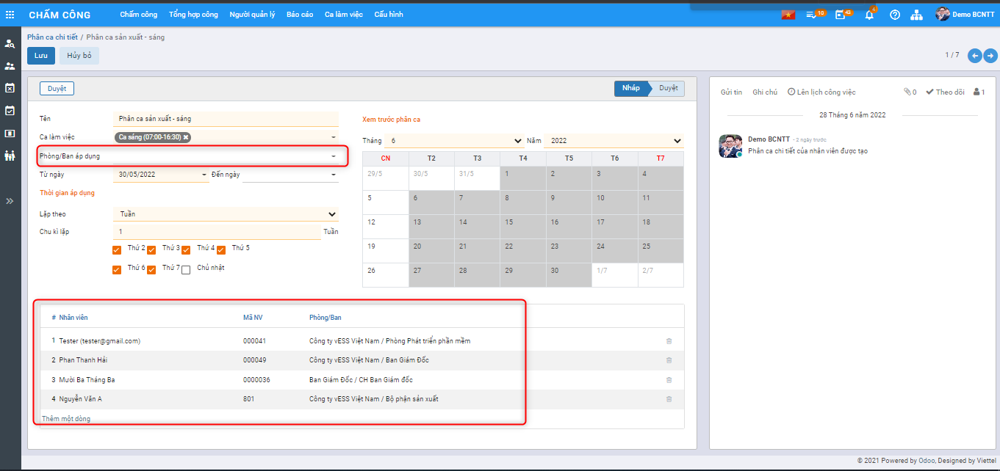 CHẤM CÔNG Chấm công Tổng hợp công Người quản lý Báo cáo Ca làm việc Cấu hình 10 43 4 Demo BCNTT
Phân ca chi tiết / Phân ca sản xuất - sáng
Lưu Hủy bỏ 1 / 7
Duyệt Nháp Duyệt
Tên Phân ca sản xuất - sáng
Ca làm việc Ca sáng (07:00-16:30) ✖
Phòng/Ban áp dụng
Từ ngày 30/05/2022 Đến ngày
Thời gian áp dụng
Lặp theo Tuần
Chu kì lặp 1 Tuần
Thứ 2 Thứ 3 Thứ 4 Thứ 5
Thứ 6 Thứ 7 Chủ nhật
Xem trước phân ca
Tháng 6 Năm 2022
CN T2 T3 T4 T5 T6 T7
29/5 30/5 31/5 1 2 3 4
5 6 7 8 9 10 11
12 13 14 15 16 17 18
19 20 21 22 23 24 25
26 27 28 29 30 1/7 2/7
# Nhân viên Mã NV Phòng/Ban
1 Tester (tester@gmail.com) 000041 Công ty vESS Việt Nam / Phòng Phát triển phần mềm
2 Phan Thanh Hải 000049 Công ty vESS Việt Nam / Ban Giám Đốc
3 Mười Ba Tháng Ba 0000036 Ban Giám Đốc / CH Ban Giám đốc
4 Nguyễn Văn A 801 Công ty vESS Việt Nam / Bộ phận sản xuất
Thêm một dòng
Gửi tin Ghi chú Lên lịch công việc 0 Theo dõi 1
28 Tháng 6 năm 2022
Demo BCNTT - 2 ngày trước
Phân ca chi tiết của nhân viên được tạo
© 2021 Powered by Odoo, Designed by Viettel